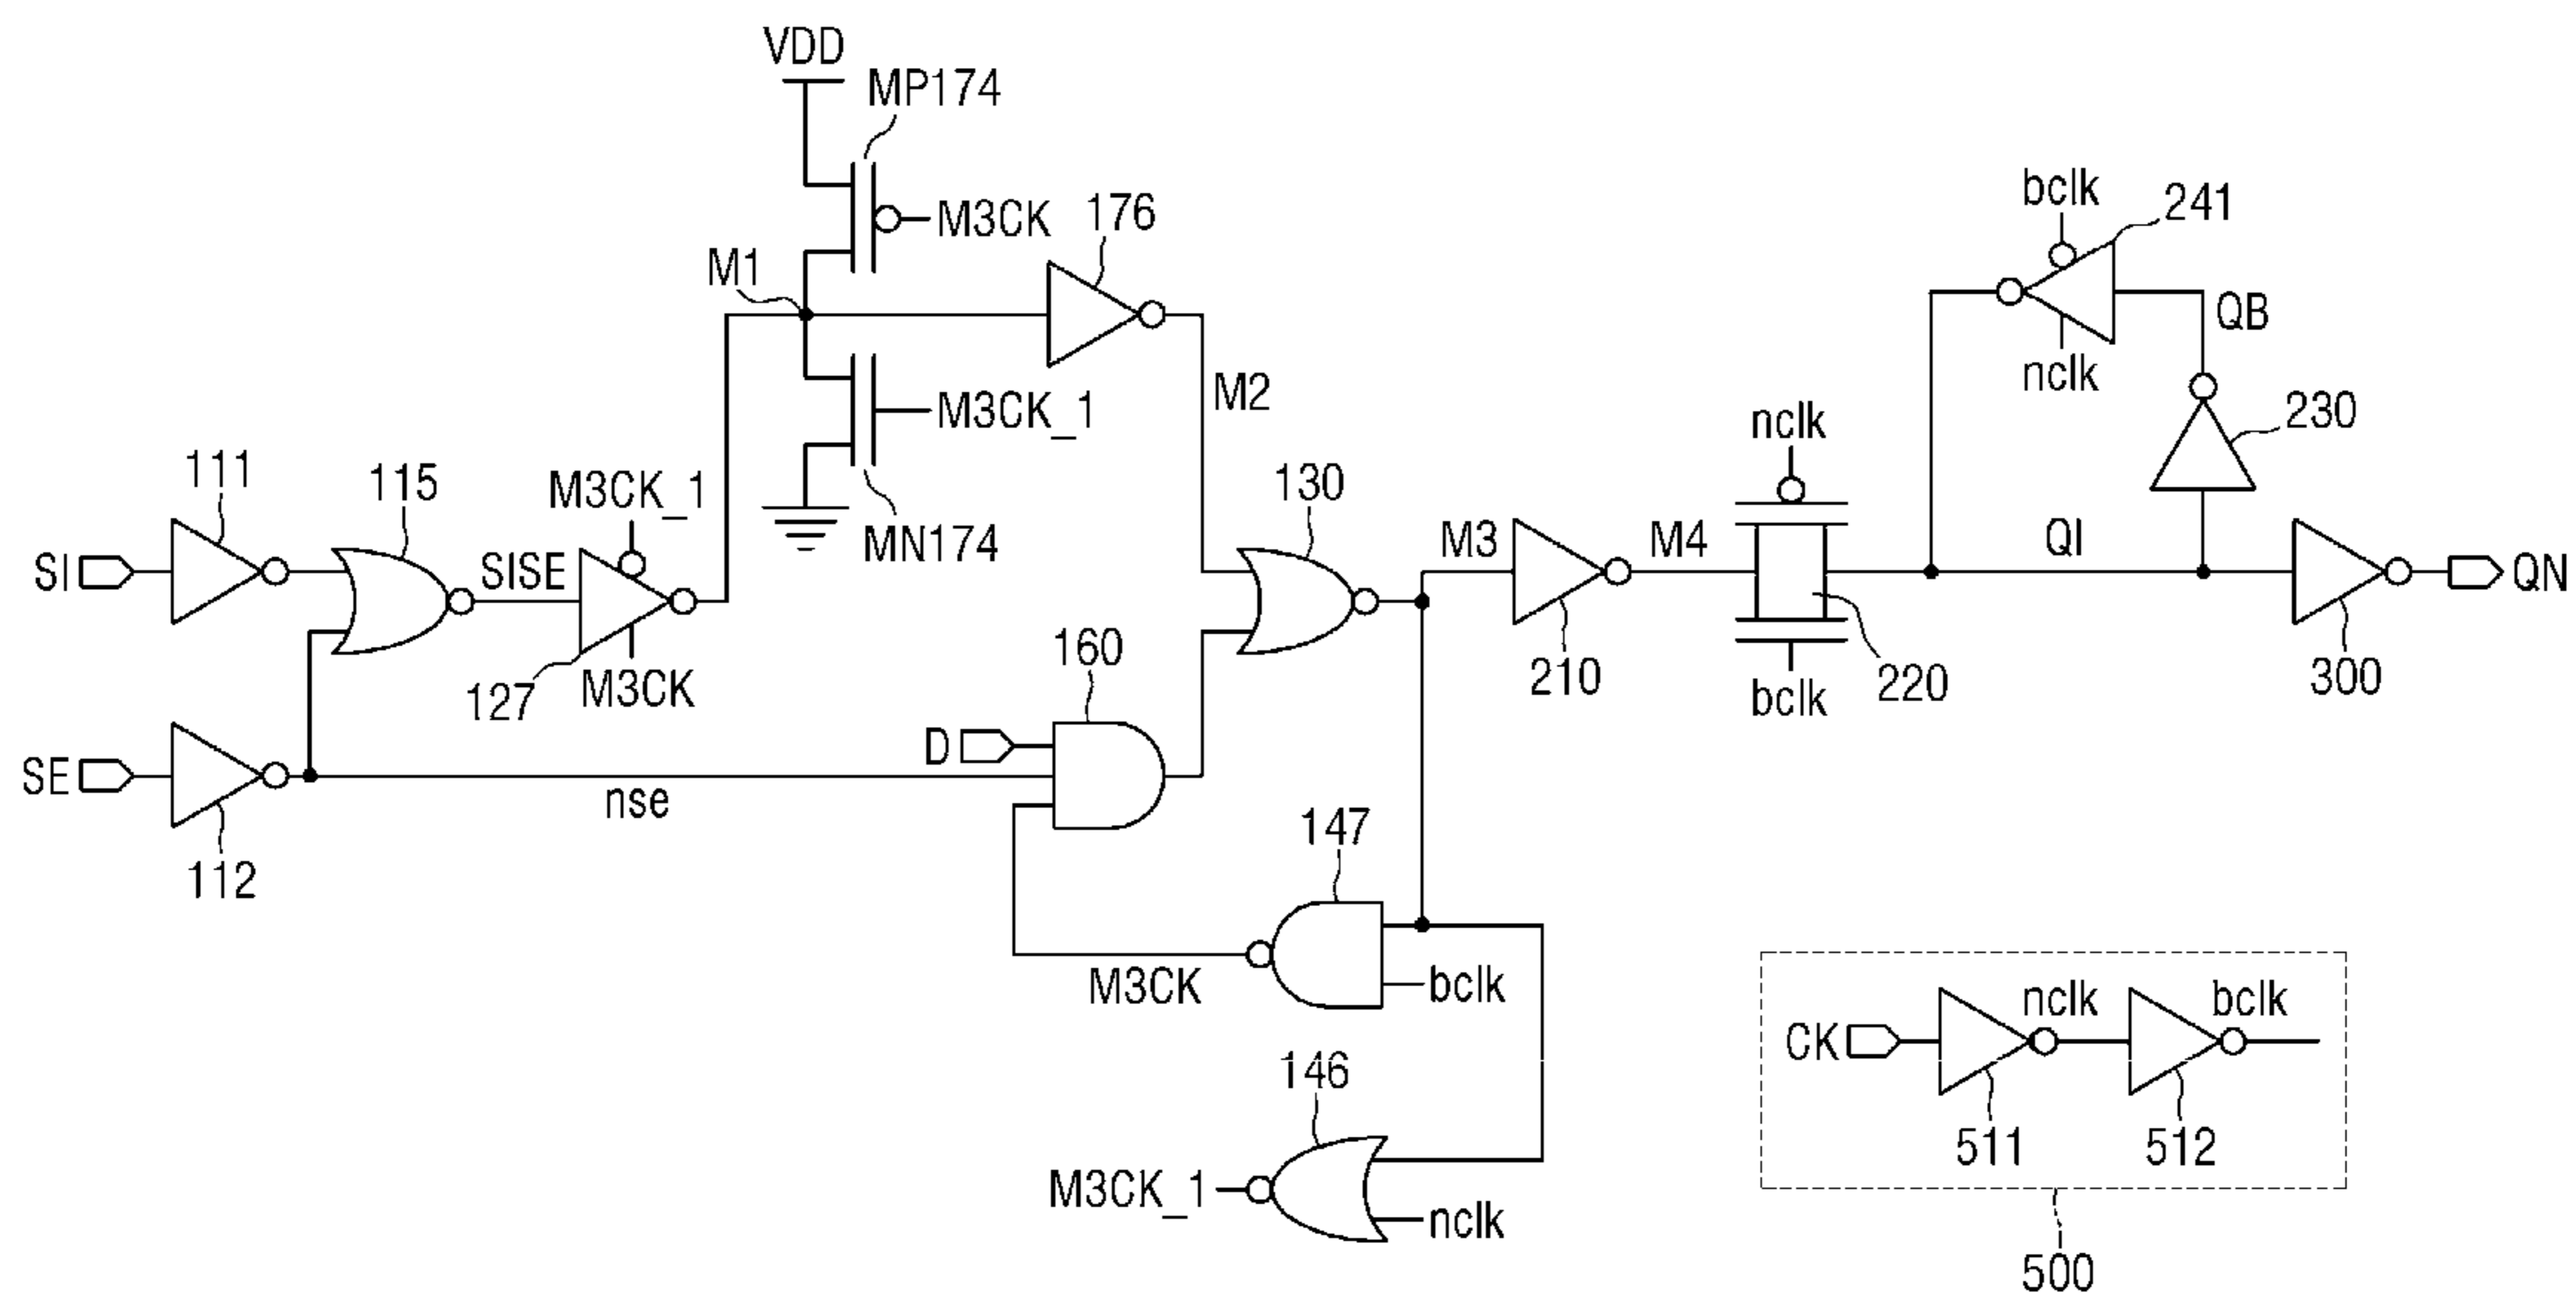 VDD
MP174
M3CK
176
M1
M3CK_1
M2
MN174
bclk
241
QB
nclk
230
111
115
M3CK_1
130
nclk
SI
SISE
M3
M4
QI
QN
127
M3CK
160
210
220
bclk
300
D
SE
nse
147
112
M3CK
bclk
146
M3CK_1
nclk
CK
nclk
bclk
511
512
500